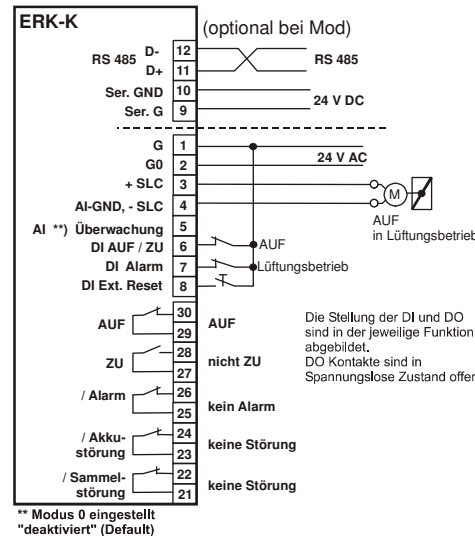 ERK-K
(optional bei Mod)
RS 485 D- 12 RS 485
D+ 11
Ser. GND 10 24 V DC
Ser. G 9
G 1 24 V AC
G0 2
+ SLC 3
M
AI-GND, - SLC 4
AUF
in Lüftungsbetrieb
AI **) Überwachung 5
DI AUF / ZU 6 AUF
DI Alarm 7 Lüftungsbetrieb
DI Ext. Reset 8
AUF 30 AUF
29
ZU 28 nicht ZU
27
/ Alarm 26 kein Alarm
25
/ Akku- 24 keine Störung
störung 23
/ Sammel- 22 keine Störung
störung 21
Die Stellung der DI und DO
sind in der jeweilige Funktion
abgebildet.
DO Kontakte sind in
Spannungslose Zustand offen
** Modus 0 eingestellt
"deaktiviert" (Default)